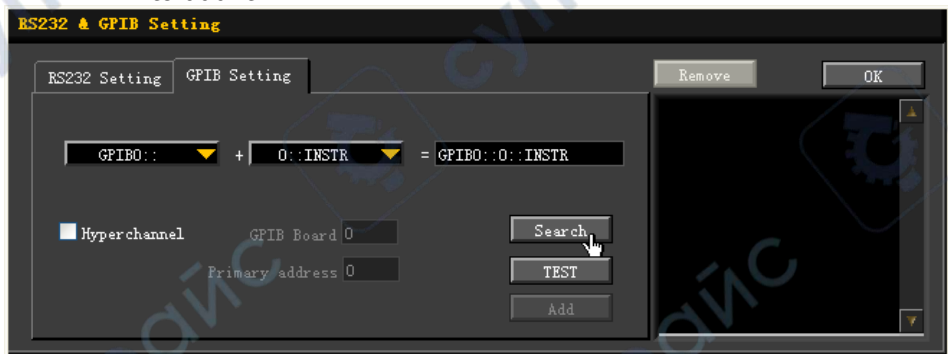 RS232 & GPIB Setting
RS232 Setting GPIB Setting Remove OK
GPIB0:: + 0::INSTR = GPIB0::0::INSTR
Hyperchannel GPIB Board 0 Search
Primary address 0 TEST
Add